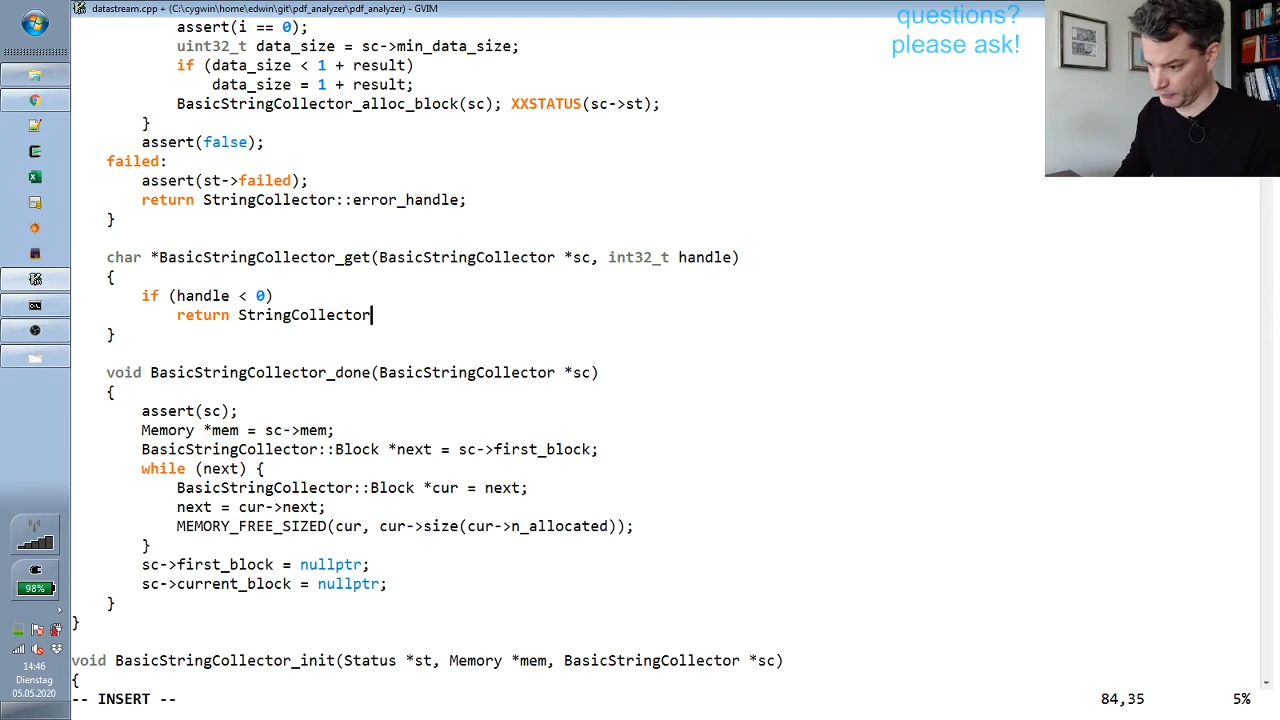 datastream.cpp + (C:\cygwin\home\edwin\git\pdf_analyzer\pdf_analyzer) - GVIM
questions?
please ask!
assert(i == 0);
uint32_t data_size = sc->min_data_size;
if (data_size < 1 + result)
data_size = 1 + result;
BasicStringCollector_alloc_block(sc); XXSTATUS(sc->st);
}
assert(false);
failed:
assert(st->failed);
return StringCollector::error_handle;
}
char *BasicStringCollector_get(BasicStringCollector *sc, int32_t handle)
{
if (handle < 0)
return StringCollector
}
void BasicStringCollector_done(BasicStringCollector *sc)
{
assert(sc);
Memory *mem = sc->mem;
BasicStringCollector::Block *next = sc->first_block;
while (next) {
BasicStringCollector::Block *cur = next;
next = cur->next;
MEMORY_FREE_SIZED(cur, cur->size(cur->n_allocated));
}
sc->first_block = nullptr;
sc->current_block = nullptr;
}
}
void BasicStringCollector_init(Status *st, Memory *mem, BasicStringCollector *sc)
{
-- INSERT --
84,35
5%
98%
14:46
Dienstag
05.05.2020